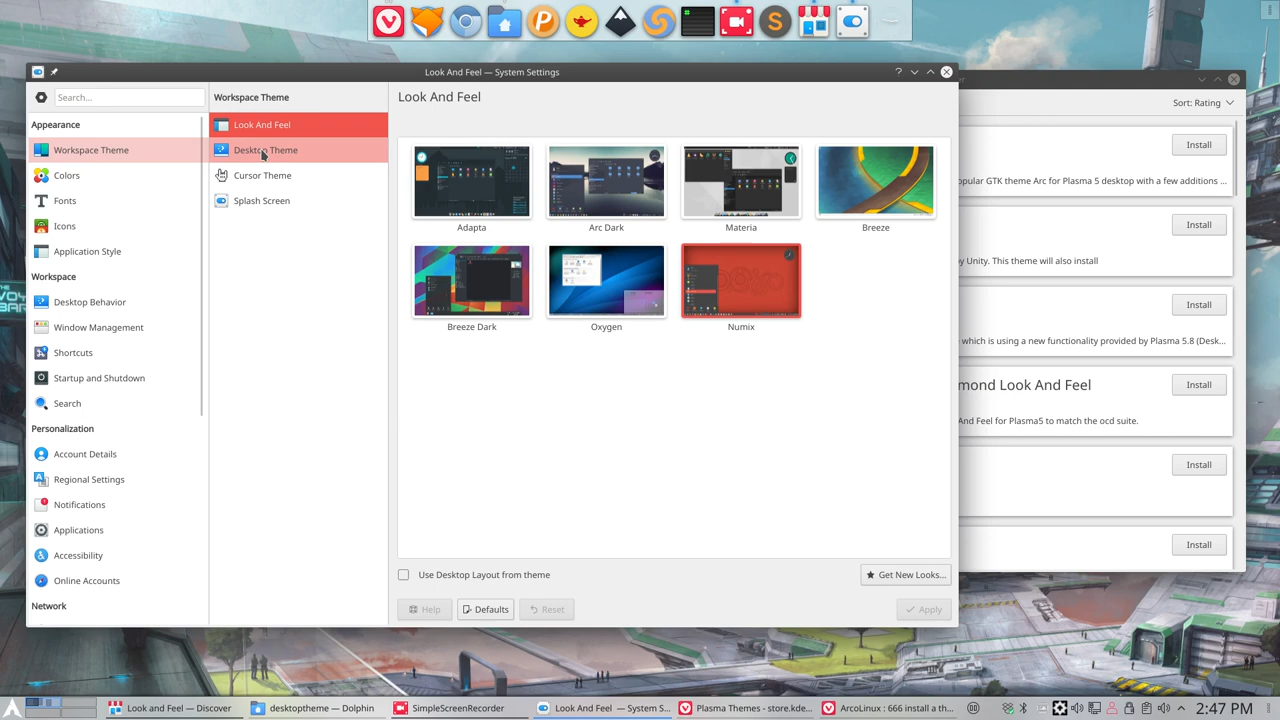 Look And Feel — System Settings
Search...
Workspace Theme
Look And Feel
Sort: Rating
Appearance
Look And Feel
Workspace Theme
Desktop Theme
Install
Colors
Cursor Theme
opular GTK theme Arc for Plasma 5 desktop with a few additions ...
Fonts
Splash Screen
Icons
Adapta
Arc Dark
Materia
Breeze
Install
Application Style
by Unity. This theme will also install
Workspace
Desktop Behavior
Install
Window Management
Breeze Dark
Oxygen
Numix
which is using a new functionality provided by Plasma 5.8 (Desk...
Shortcuts
Startup and Shutdown
mond Look And Feel
Install
Search
And Feel for Plasma5 to match the ocd suite.
Personalization
Account Details
Install
Regional Settings
Notifications
Applications
Install
Accessibility
Online Accounts
Use Desktop Layout from theme
Get New Looks...
Network
Help
Defaults
Reset
Apply
Look and Feel — Discover
desktoptheme — Dolphin
SimpleScreenRecorder
Look And Feel — System S...
Plasma Themes - store.kde...
ArcoLinux : 666 install a th...
2:47 PM